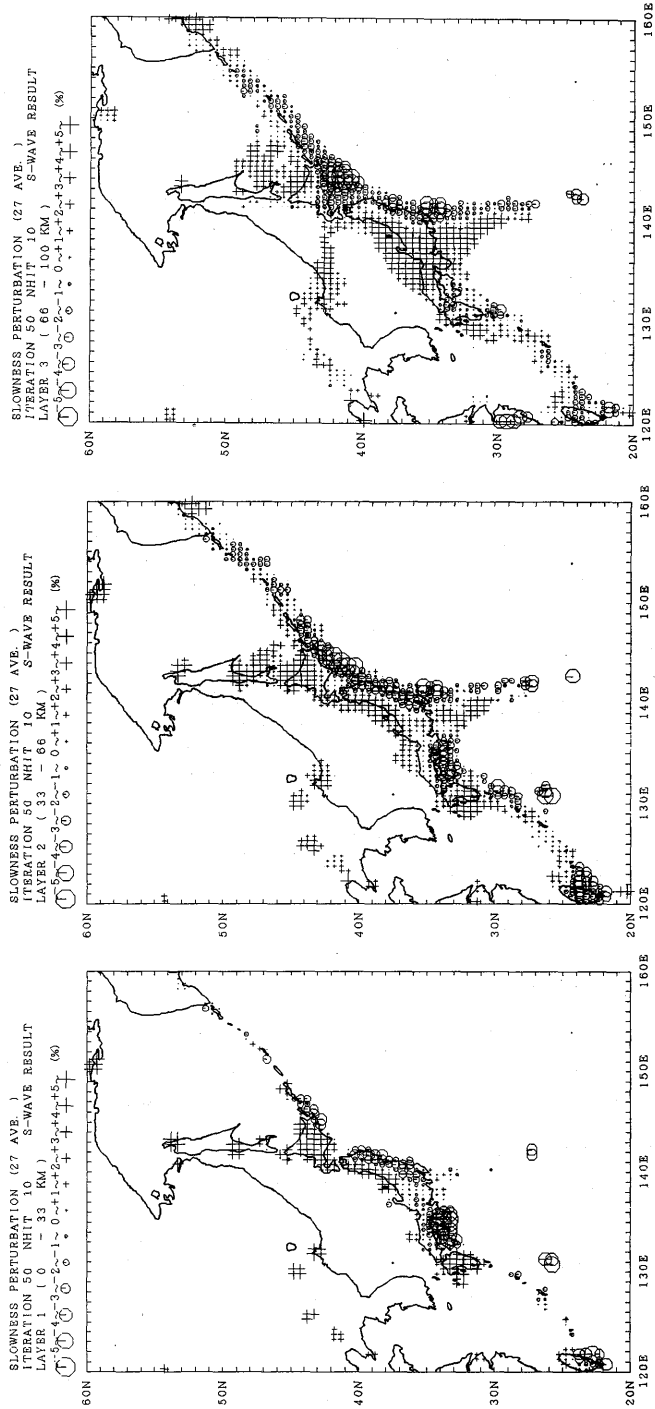 SLOWNESS PERTURBATION (27 AVE. )
ITERATION 50 NHIT 10 S-WAVE RESULT
LAYER 1 ( 0 - 33 KM)
-5~-4~-3~-2~-1~ 0~+1~+2~+3~+4~+5~ (%)
60N
50N
40N
30N
20N
120E 130E 140E 150E 160E
SLOWNESS PERTURBATION (27 AVE. )
ITERATION 50 NHIT 10 S-WAVE RESULT
LAYER 2 ( 33 - 66 KM)
-5~-4~-3~-2~-1~ 0~+1~+2~+3~+4~+5~ (%)
60N
50N
40N
30N
20N
120E 130E 140E 150E 160E
SLOWNESS PERTURBATION (27 AVE. )
ITERATION 50 NHIT 10 S-WAVE RESULT
LAYER 3 ( 66 - 100 KM)
-5~-4~-3~-2~-1~ 0~+1~+2~+3~+4~+5~ (%)
60N
50N
40N
30N
20N
120E 130E 140E 150E 160E